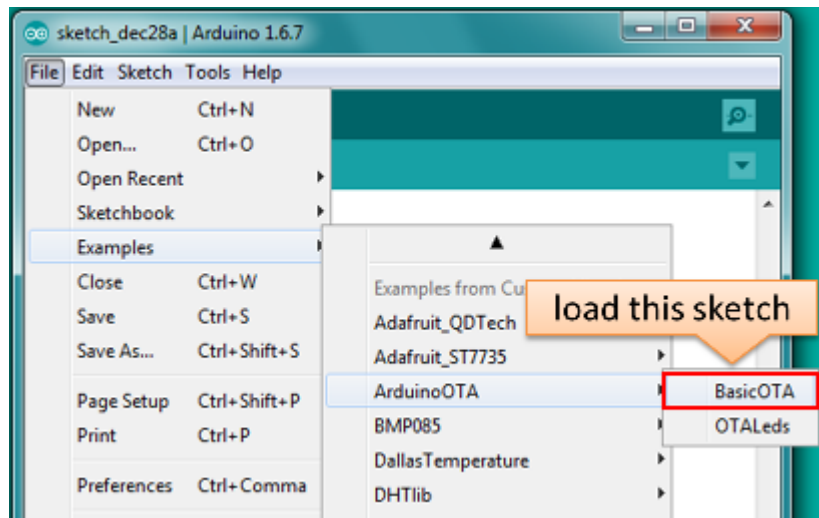 sketch_dec28a | Arduino 1.6.7
File Edit Sketch Tools Help
New Ctrl+N
Open... Ctrl+O
Open Recent
Sketchbook
Examples
Close Ctrl+W
Save Ctrl+S
Save As... Ctrl+Shift+S
Page Setup Ctrl+Shift+P
Print Ctrl+P
Preferences Ctrl+Comma
Examples from
Adafruit_QDTech
Adafruit_ST7735
ArduinoOTA
BMP085
DallasTemperature
DHTlib
load this sketch
BasicOTA
OTALeds